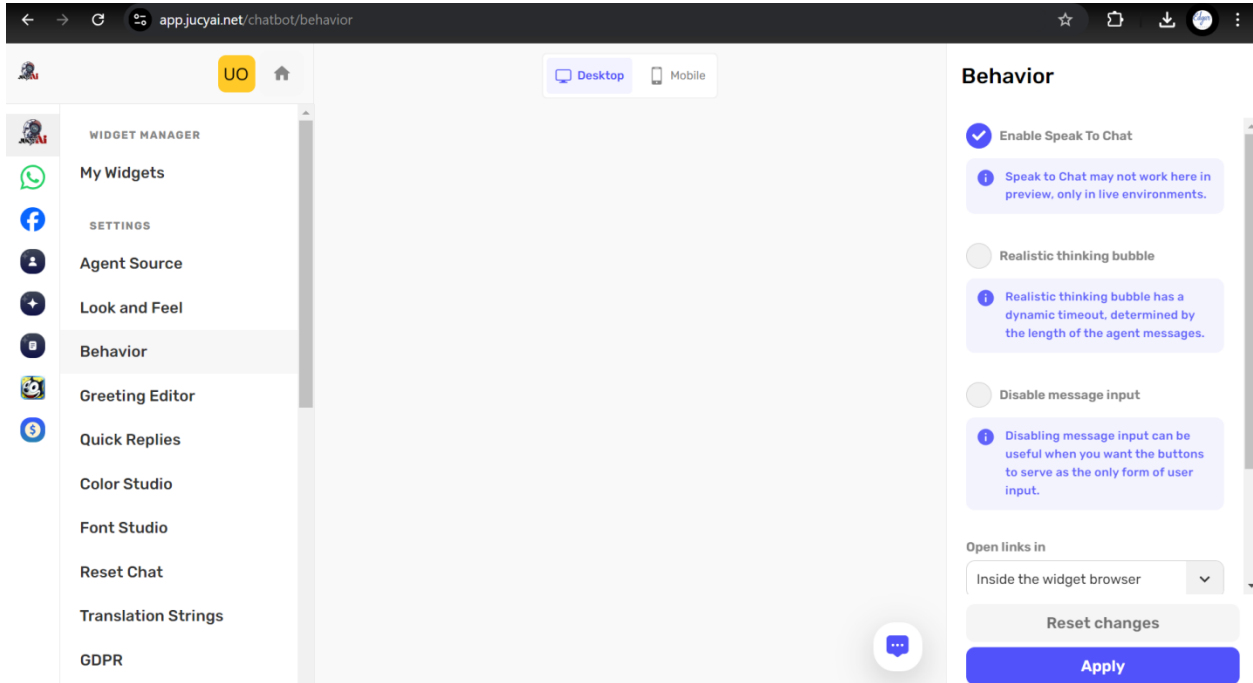 app.jucyai.net/chatbot/behavior
UO
Desktop
Mobile
WIDGET MANAGER
My Widgets
SETTINGS
Agent Source
Look and Feel
Behavior
Greeting Editor
Quick Replies
Color Studio
Font Studio
Reset Chat
Translation Strings
GDPR
Behavior
Enable Speak To Chat
Speak to Chat may not work here in
preview, only in live environments.
Realistic thinking bubble
Realistic thinking bubble has a
dynamic timeout, determined by
the length of the agent messages.
Disable message input
Disabling message input can be
useful when you want the buttons
to serve as the only form of user
input.
Open links in
Inside the widget browser
Reset changes
Apply